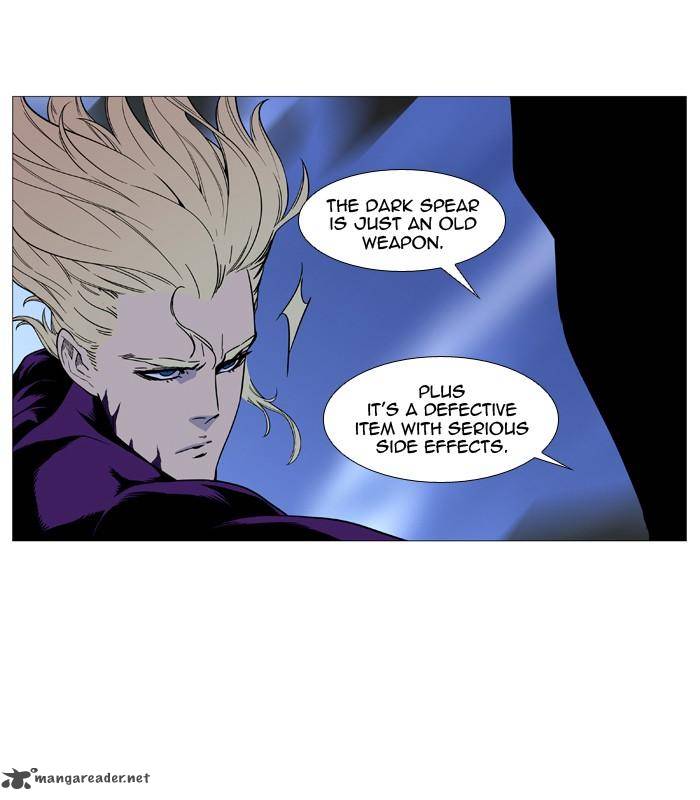 THE DARK SPEAR
IS JUST AN OLD
WEAPON.
PLUS
IT'S A DEFECTIVE
ITEM WITH SERIOUS
SIDE EFFECTS.
mangareader.net